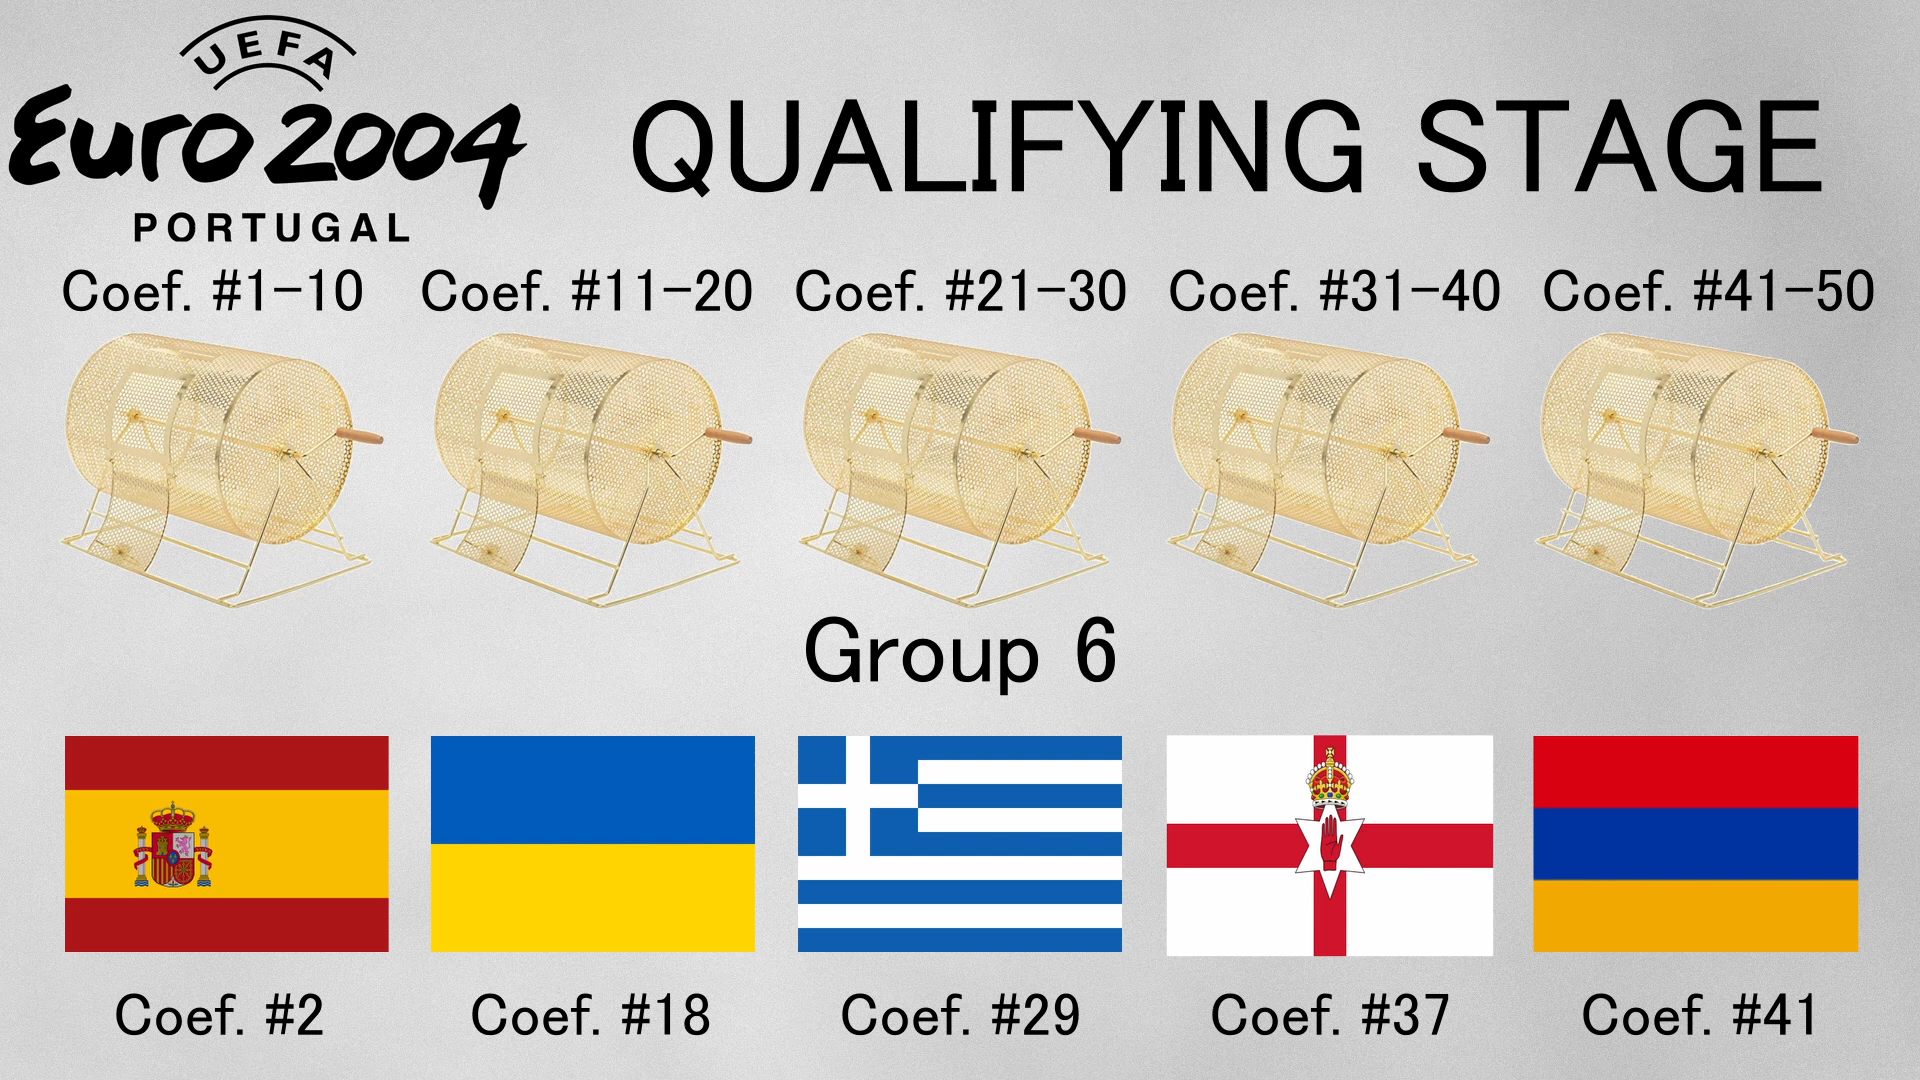 UEFA
Euro 2004
PORTUGAL
QUALIFYING STAGE
Coef. #1-10
Coef. #11-20
Coef. #21-30
Coef. #31-40
Coef. #41-50
Group 6
Coef. #2
Coef. #18
Coef. #29
Coef. #37
Coef. #41